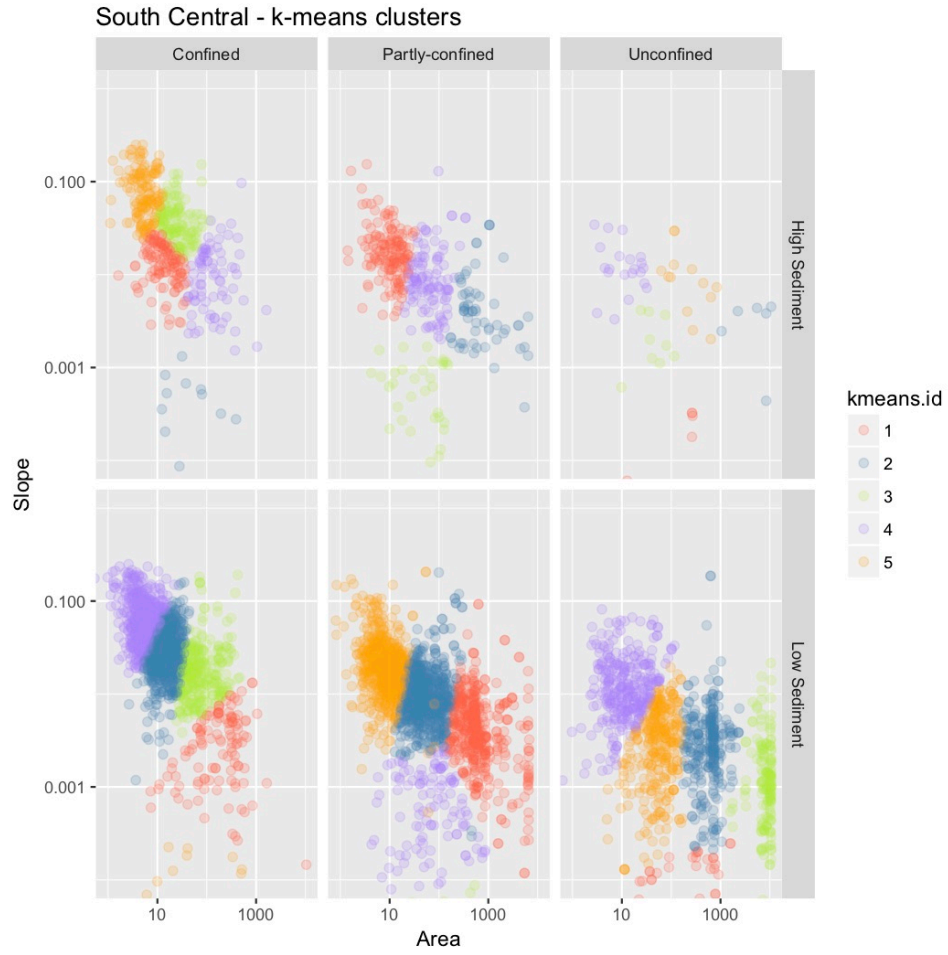 South Central - k-means clusters
Confined
Partly-confined
Unconfined
0.100
0.001
High Sediment
Slope
0.100
0.001
Low Sediment
10
1000
10
1000
10
1000
Area
kmeans.id
1
2
3
4
5